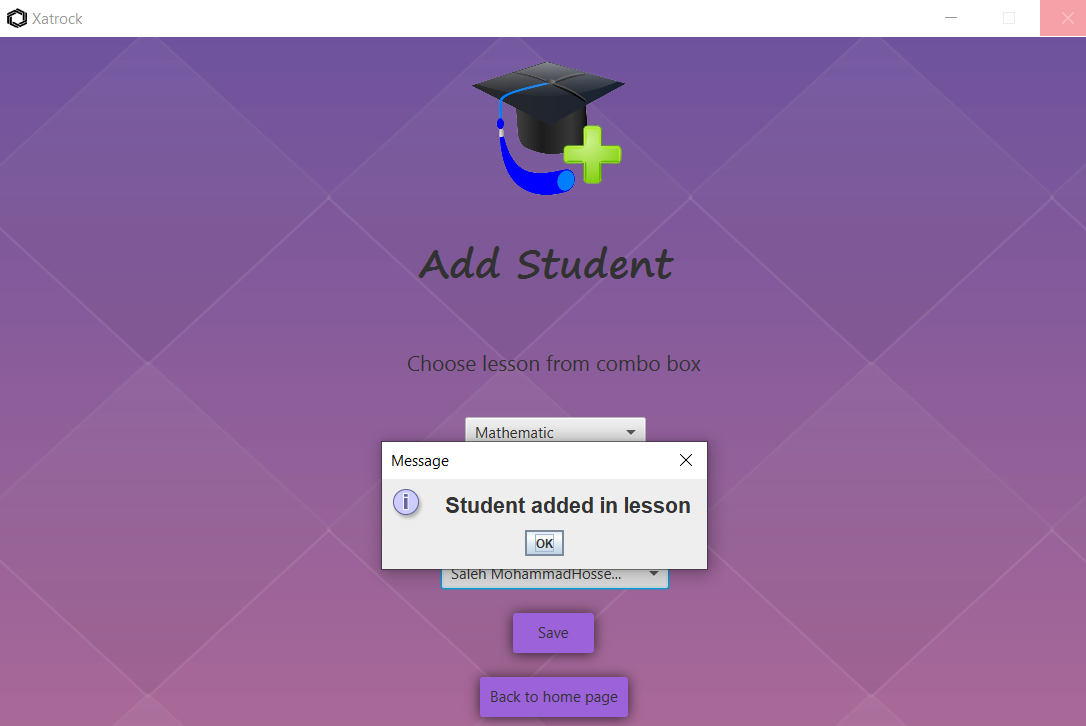 Xatrock
Add Student
Choose lesson from combo box
Mathematic
Message
Student added in lesson
OK
Saleh MohammadHosse...
Save
Back to home page